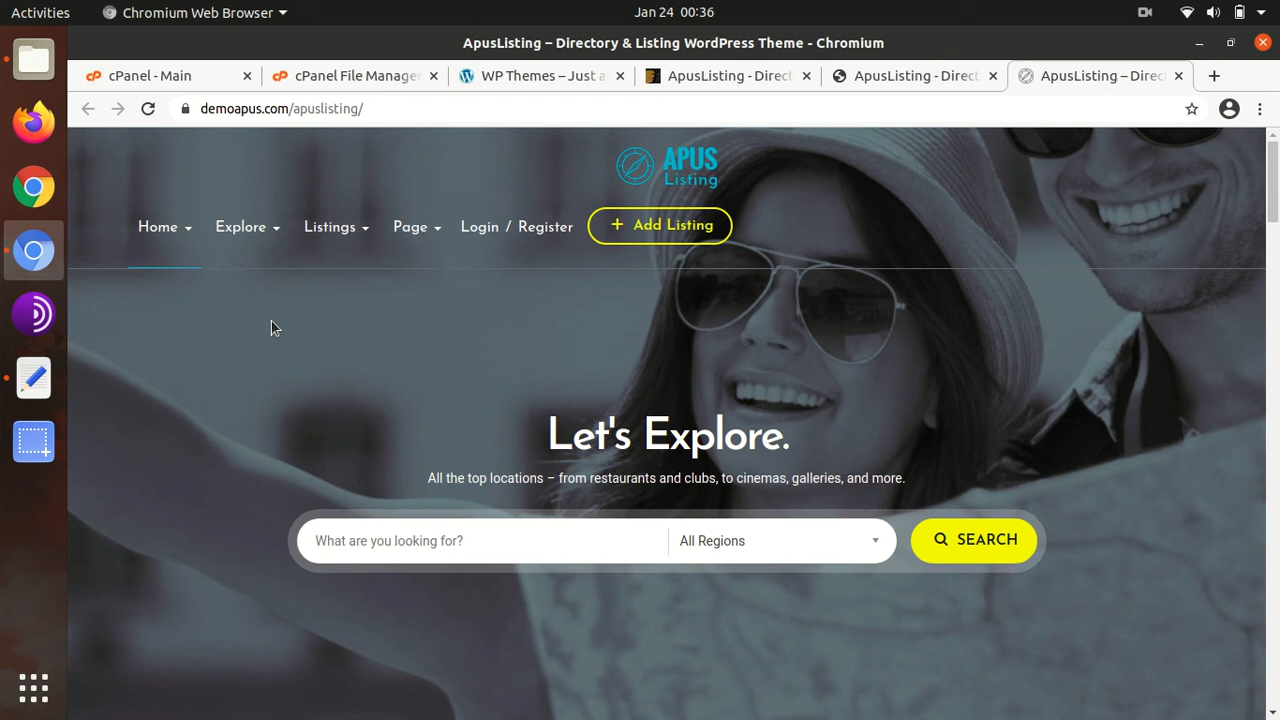 Activities
Chromium Web Browser
Jan 24 00:36
ApusListing – Directory & Listing WordPress Theme - Chromium
cPanel - Main
cPanel File Manager
WP Themes – Just a
ApusListing - Direct
ApusListing - Direct
ApusListing – Direc
demoapus.com/apuslisting/
APUS
Listing
Home
Explore
Listings
Page
Login / Register
+ Add Listing
Let's Explore.
All the top locations – from restaurants and clubs, to cinemas, galleries, and more.
What are you looking for?
All Regions
SEARCH